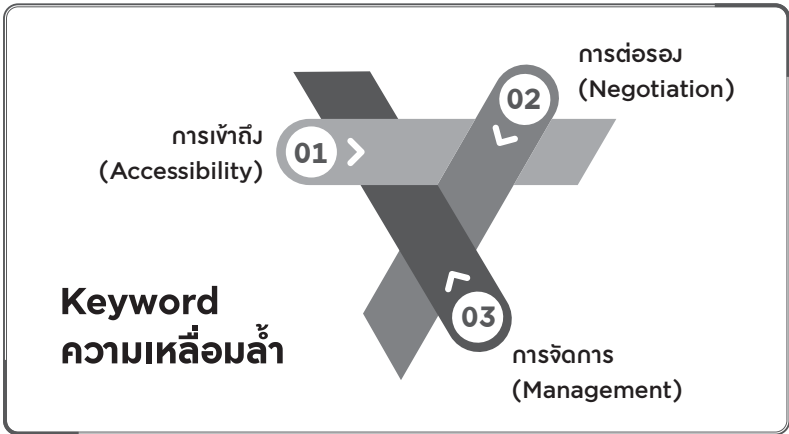 การเข้าถึง
(Accessibility)
01
02
การต่อรอง
(Negotiation)
03
การจัดการ
(Management)
Keyword
ความเหลื่อมล้ำ